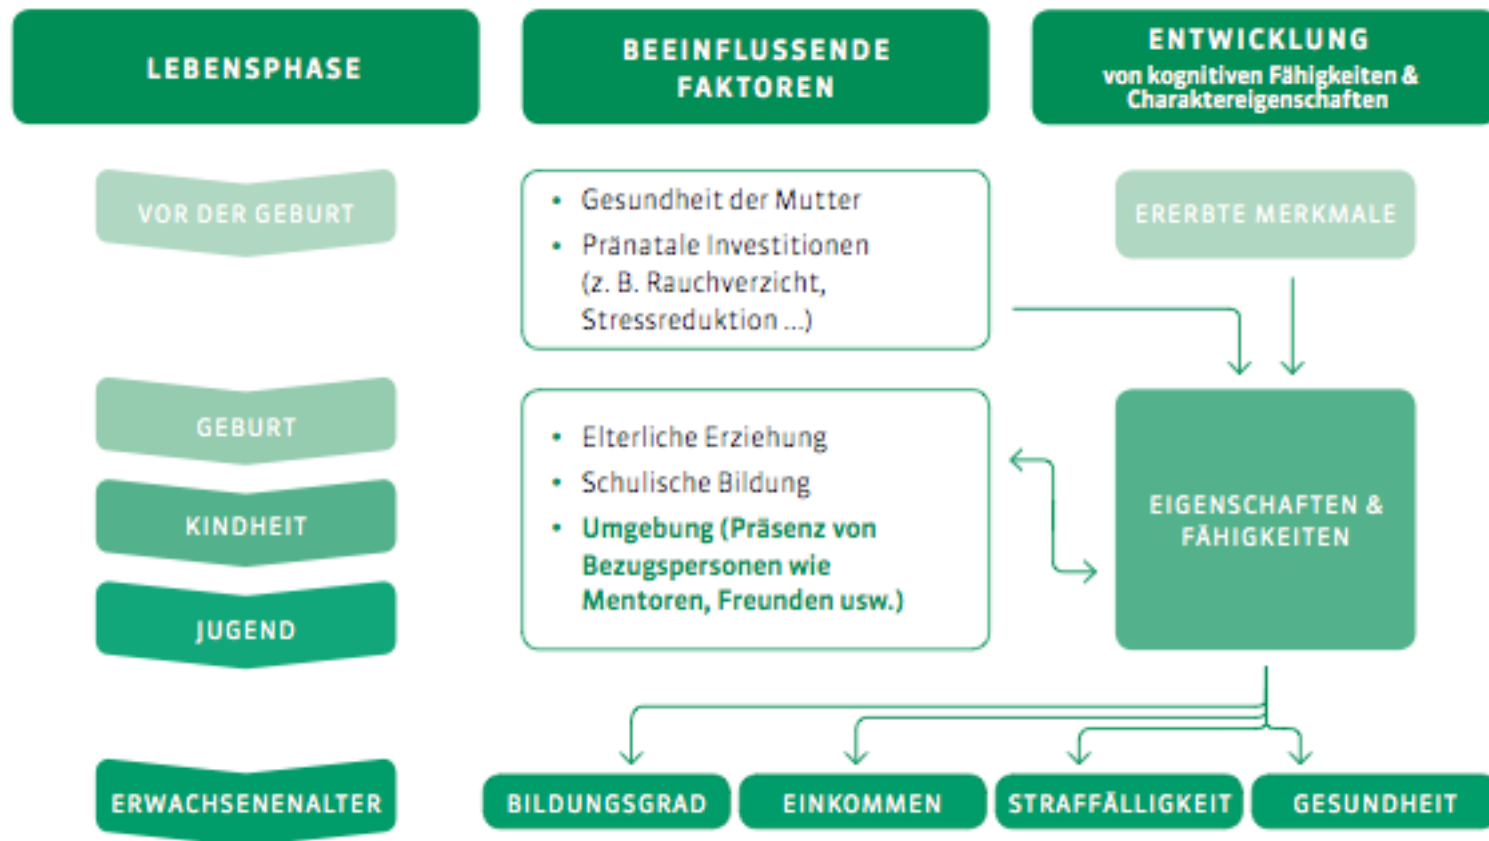 LEBENSPHASE
BEEINFLUSSENDE
FAKTOREN
ENTWICKLUNG
von kognitiven Fähigkeiten &
Charaktereigenschaften
VOR DER GEBURT
• Gesundheit der Mutter
• Pränatale Investitionen
(z. B. Rauchverzicht,
Stressreduktion ...)
ERERBTE MERKMALE
GEBURT
KINDHEIT
JUGEND
• Elterliche Erziehung
• Schulische Bildung
• Umgebung (Präsenz von
Bezugspersonen wie
Mentoren, Freunden usw.)
EIGENSCHAFTEN &
FÄHIGKEITEN
ERWACHSENENALTER
BILDUNGSGRAD
EINKOMMEN
STRAFFÄLLIGKEIT
GESUNDHEIT